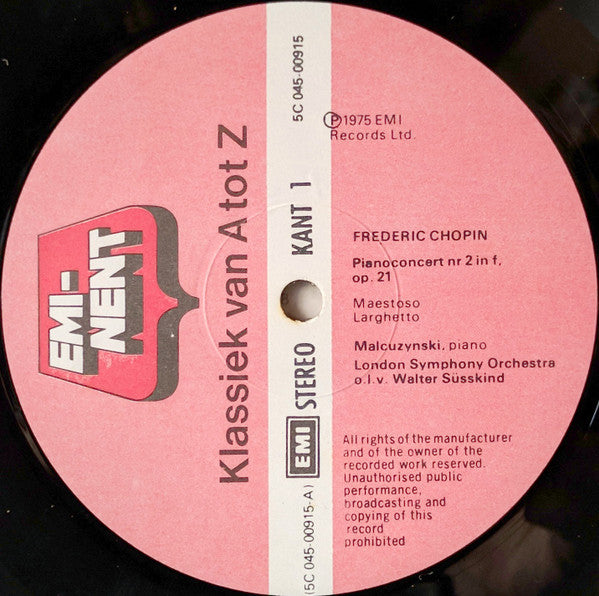 EMI-
NENT
Klassiek van A tot Z
(5C 045-00915-A)
EMI STEREO KANT 1
5C 045-00915
Ⓟ1975 EMI
Records Ltd.
FREDERIC CHOPIN
Pianoconcert nr 2 in f,
op. 21
Maestoso
Larghetto
Malcuzynski, piano
London Symphony Orchestra
o.l.v. Walter Süsskind
All rights of the manufacturer
and of the owner of the
recorded work reserved.
Unauthorised public
performance,
broadcasting and
copying of this
record
prohibited